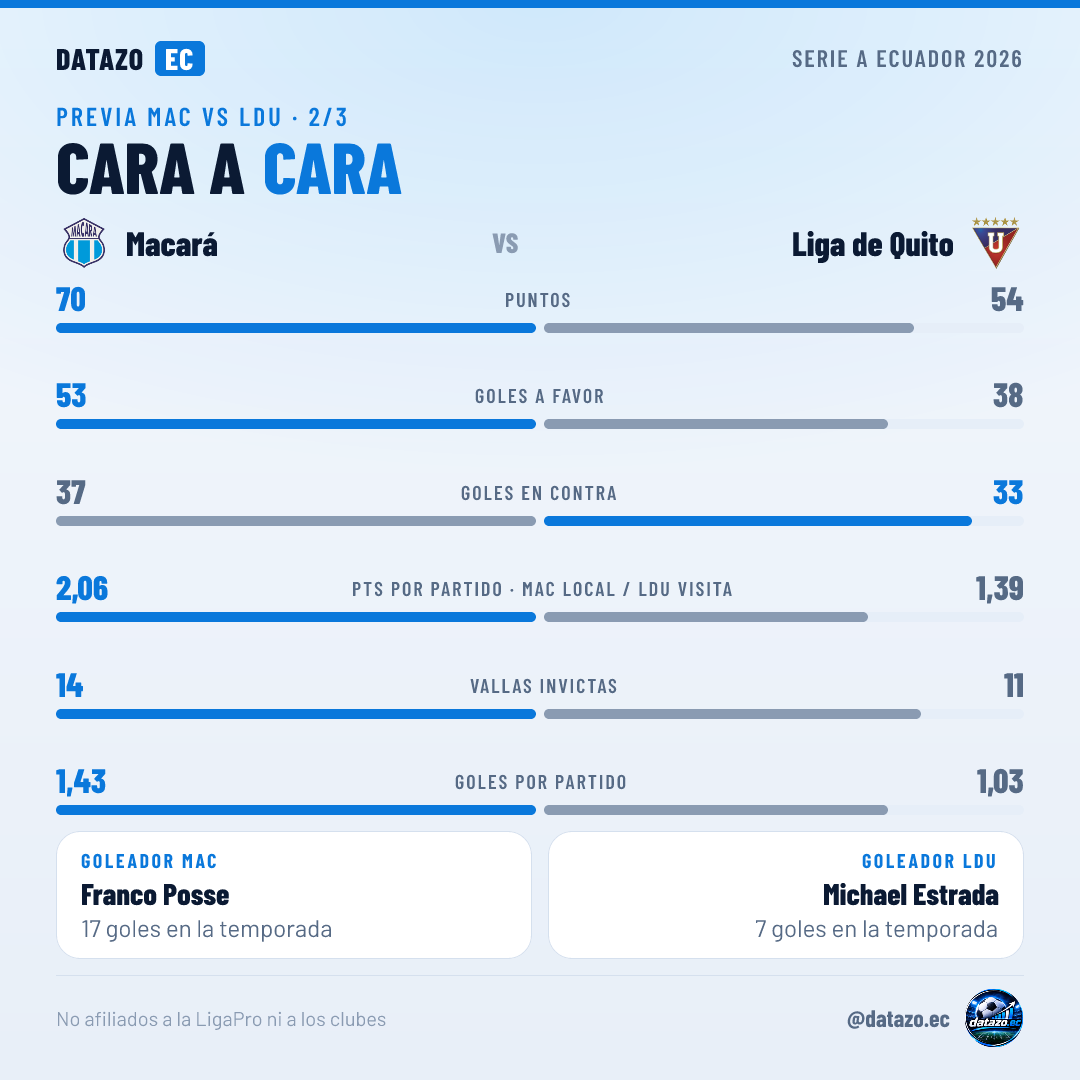 DATAZO EC
SERIE A ECUADOR 2026
PREVIA MAC VS LDU · 2/3
CARA A CARA
MACARÁ
Macará
VS
Liga de Quito
U
70 PUNTOS 54
53 GOLES A FAVOR 38
37 GOLES EN CONTRA 33
2,06 PTS POR PARTIDO · MAC LOCAL / LDU VISITA 1,39
14 VALLAS INVICTAS 11
1,43 GOLES POR PARTIDO 1,03
GOLEADOR MAC
Franco Posse
17 goles en la temporada
GOLEADOR LDU
Michael Estrada
7 goles en la temporada
No afiliados a la LigaPro ni a los clubes
@datazo.ec
datazo.ec